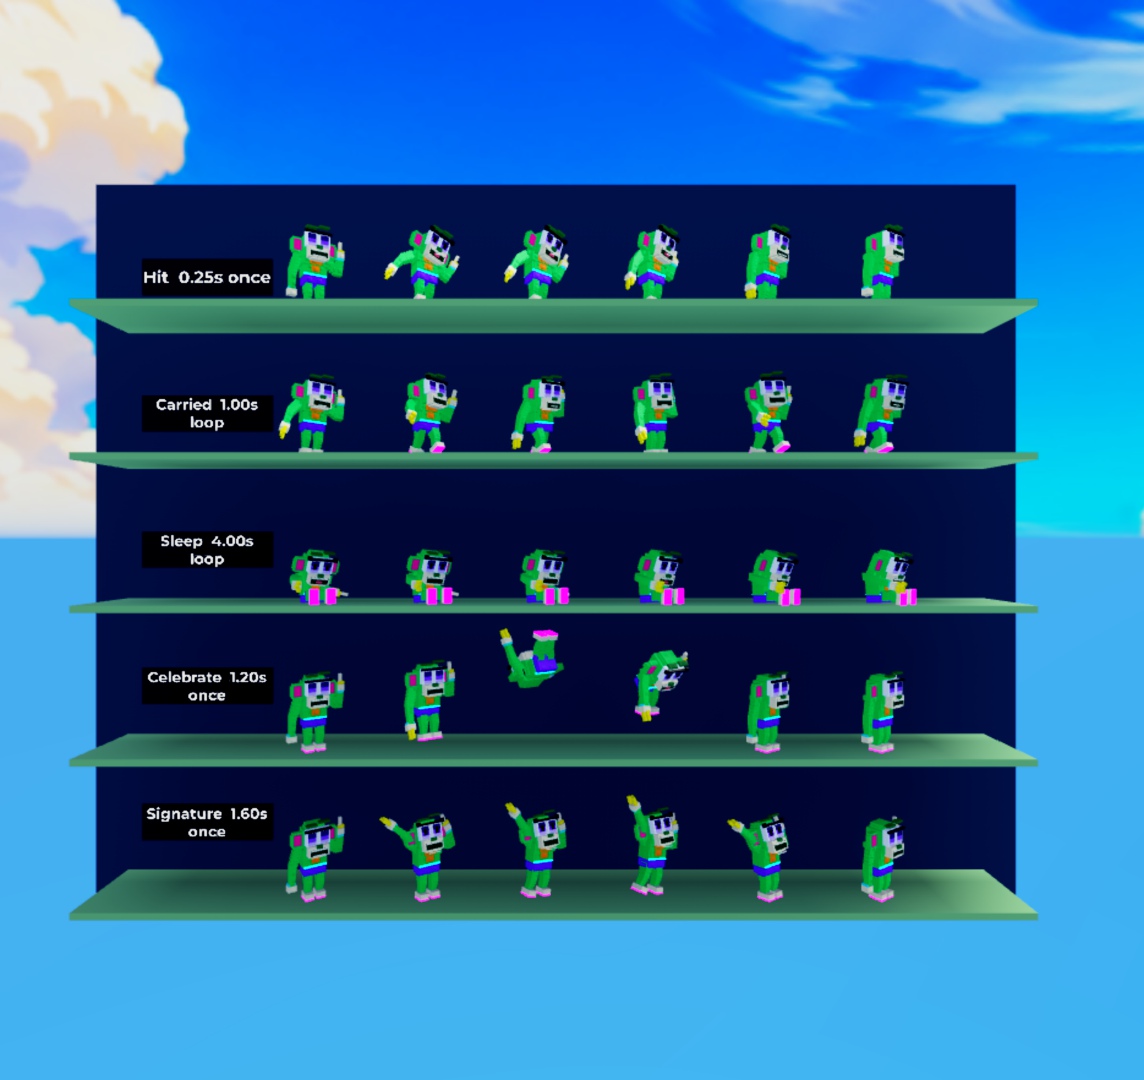 Hit 0.25s once
Carried 1.00s
loop
Sleep 4.00s
loop
Celebrate 1.20s
once
Signature 1.60s
once